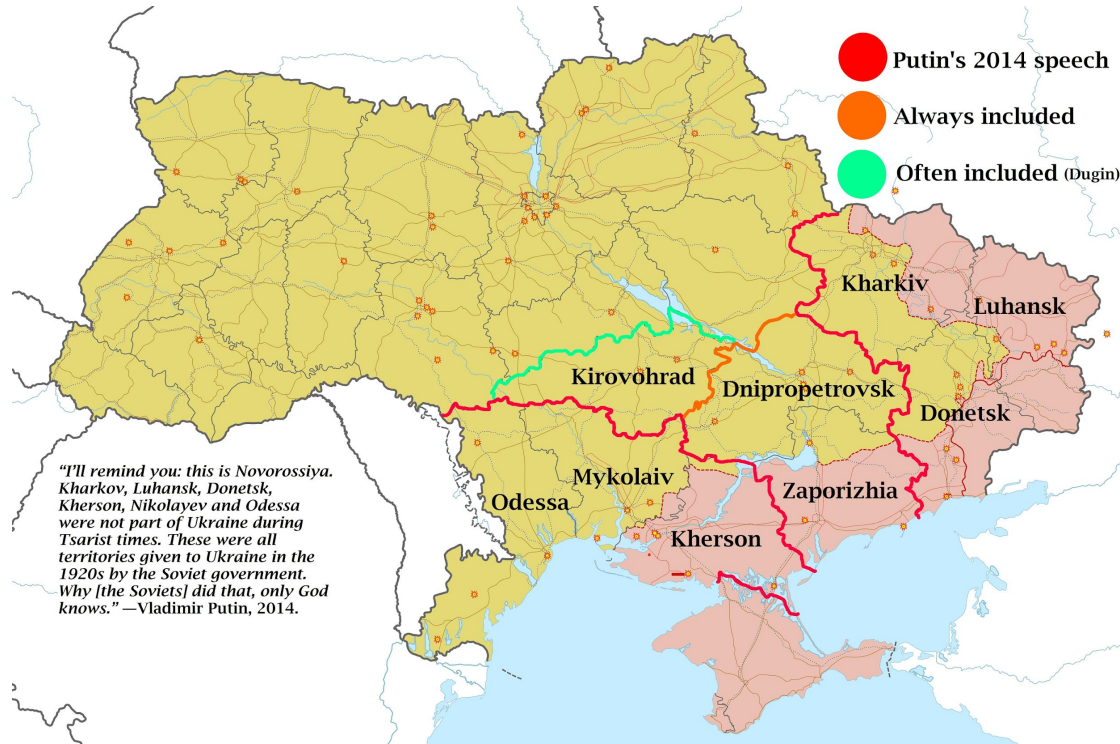 Putin's 2014 speech
Always included
Often included (Dugin)
Kharkiv
Luhansk
Kirovohrad
Dnipropetrovsk
Donetsk
Mykolaiv
Odessa
Zaporizhia
Kherson
“I'll remind you: this is Novorossiya.
Kharkov, Luhansk, Donetsk,
Kherson, Nikolayev and Odessa
were not part of Ukraine during
Tsarist times. These were all
territories given to Ukraine in the
1920s by the Soviet government.
Why [the Soviets] did that, only God
knows.” —Vladimir Putin, 2014.